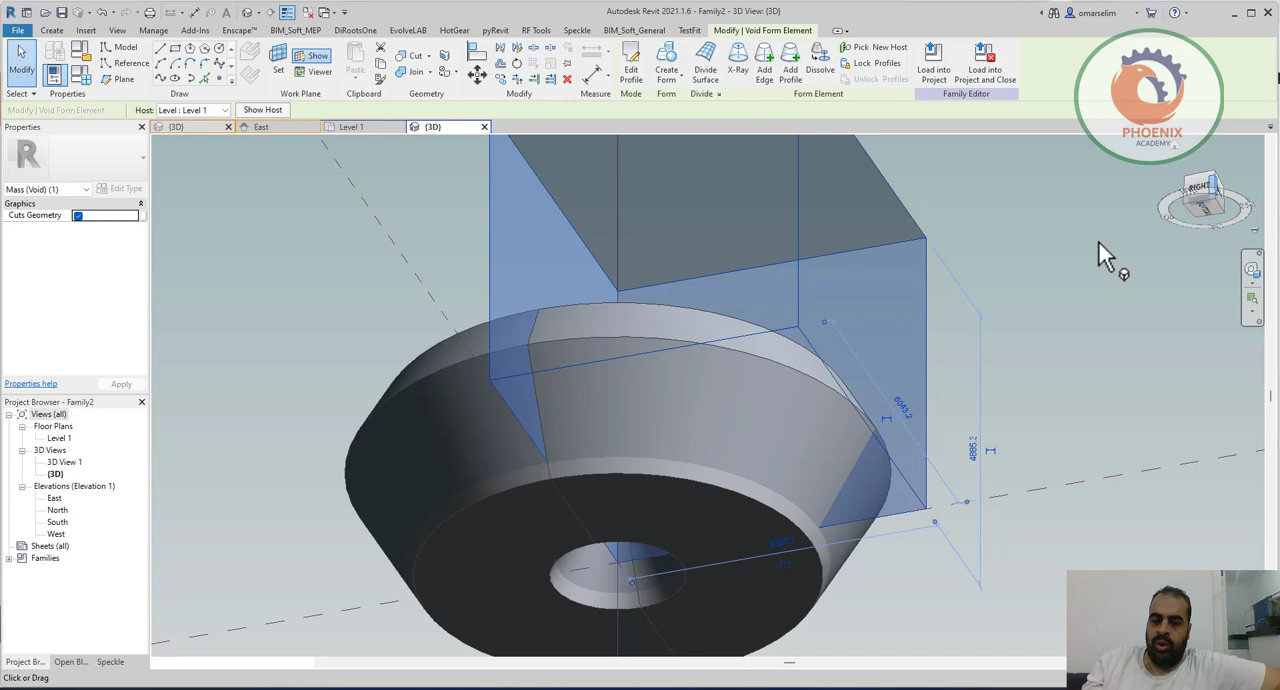 Autodesk Revit 2021.1.6 - Family2 - 3D View: {3D}
omarselim
File Create Insert View Manage Add-Ins Enscape™ BIM_Soft_MEP DiRootsOne EvolveLAB HotGear pyRevit RF Tools Speckle BIM_Soft_General TestFit Modify | Void Form Element
Modify
Model
Reference
Plane
Set
Show
Viewer
Paste
Cut
Join
Edit Profile
Create Form
Divide Surface
X-Ray
Add Edge
Add Profile
Dissolve
Pick New Host
Lock Profiles
Unlock Profiles
Load into Project
Load into Project and Close
Select Properties Draw Work Plane Clipboard Geometry Modify Measure Mode Form Divide Form Element Family Editor
Modify | Void Form Element
Host: Level : Level 1
Show Host
PHOENIX
ACADEMY
Properties
{3D} East Level 1 {3D}
R
Mass (Void) (1)
Edit Type
Graphics
Cuts Geometry
RIGHT
Properties help
Apply
Project Browser - Family2
Views (all)
Floor Plans
Level 1
3D Views
3D View 1
{3D}
Elevations (Elevation 1)
East
North
South
West
Sheets (all)
Families
6043.2
Project Br... Open Bl... Speckle
Click or Drag